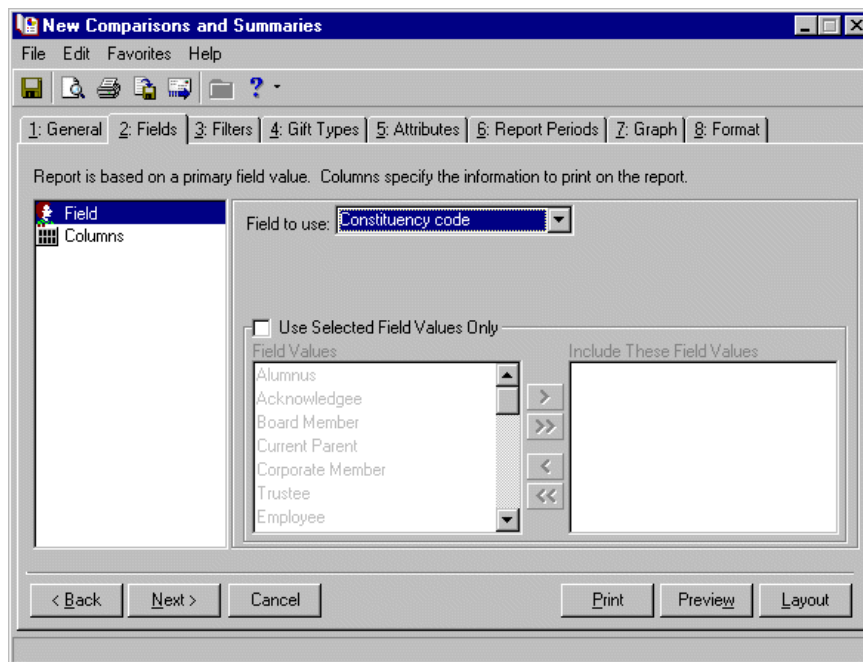 New Comparisons and Summaries
File Edit Favorites Help
1: General 2: Fields 3: Filters 4: Gift Types 5: Attributes 6: Report Periods 7: Graph 8: Format
Report is based on a primary field value. Columns specify the information to print on the report.
Field
Columns
Field to use: Constituency code
Use Selected Field Values Only
Field Values
Include These Field Values
Alumnus
Acknowledgee
Board Member
Current Parent
Corporate Member
Trustee
Employee
>
>>
<
<<
< Back Next > Cancel Print Preview Layout